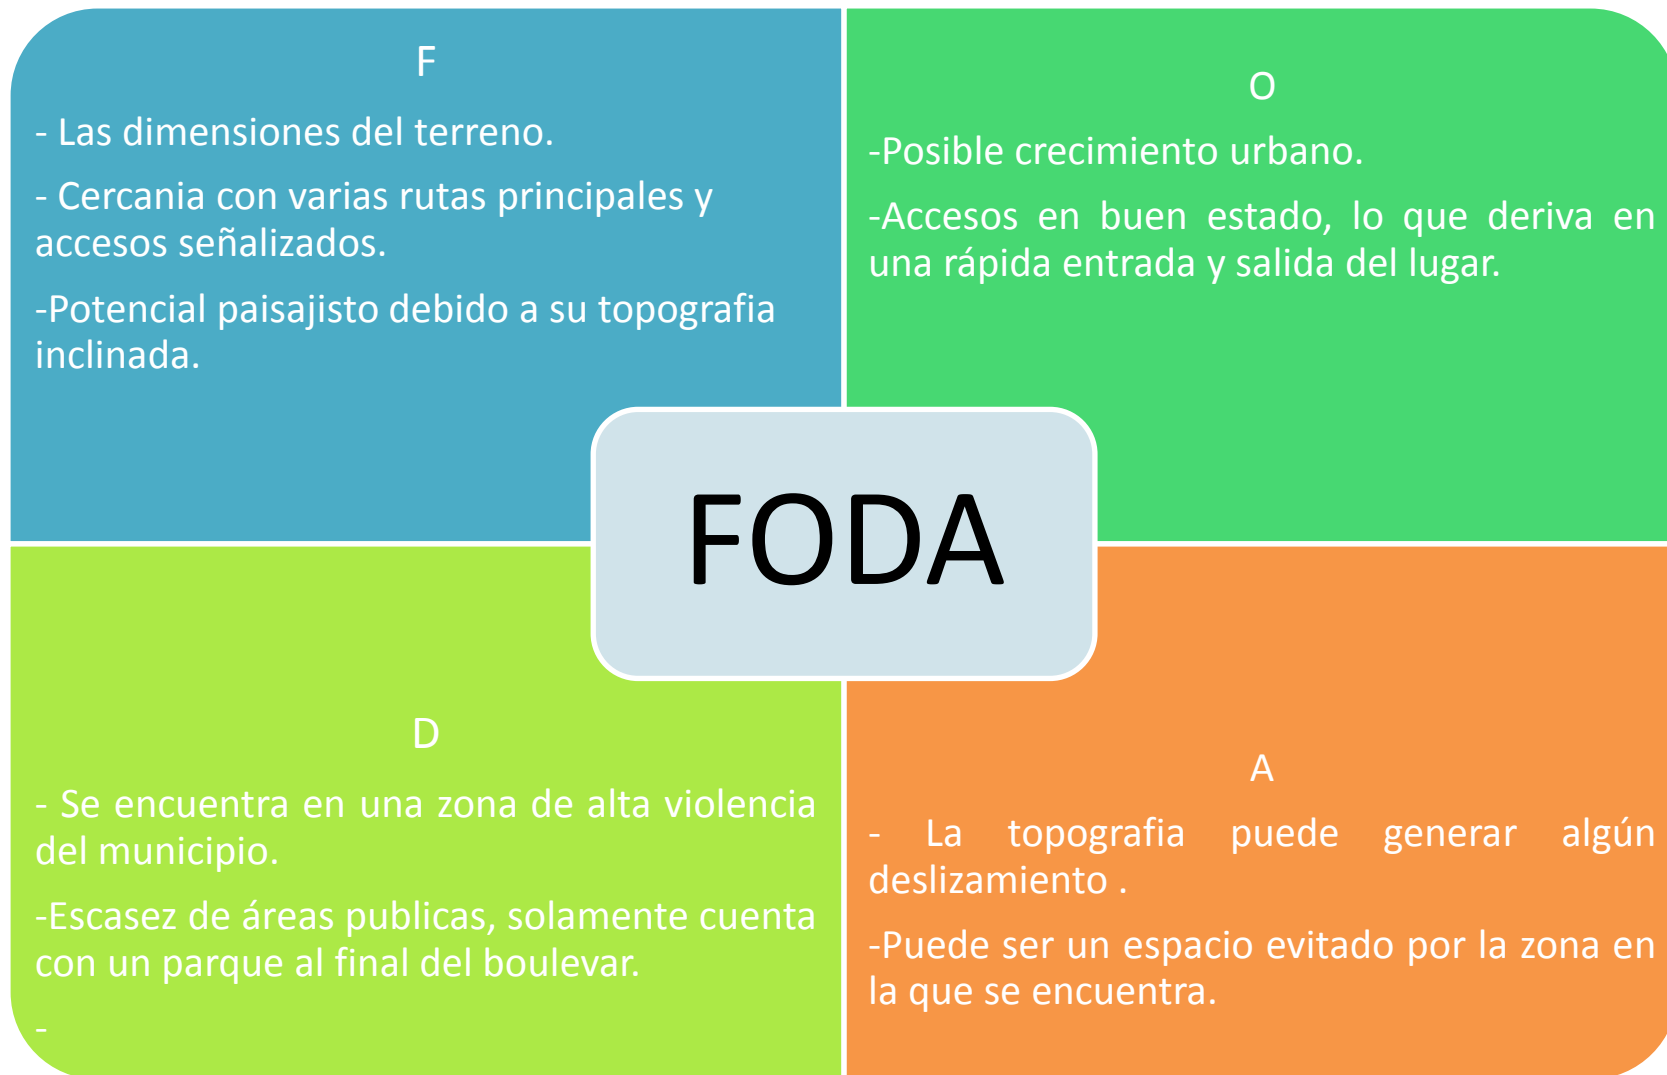 F
- Las dimensiones del terreno.
- Cercania con varias rutas principales y
accesos señalizados.
-Potencial paisajisto debido a su topografia
inclinada.
O
-Posible crecimiento urbano.
-Accesos en buen estado, lo que deriva en
una rápida entrada y salida del lugar.
FODA
D
- Se encuentra en una zona de alta violencia
del municipio.
-Escasez de áreas publicas, solamente cuenta
con un parque al final del boulevar.
-
A
- La topografia puede generar algún
deslizamiento .
-Puede ser un espacio evitado por la zona en
la que se encuentra.